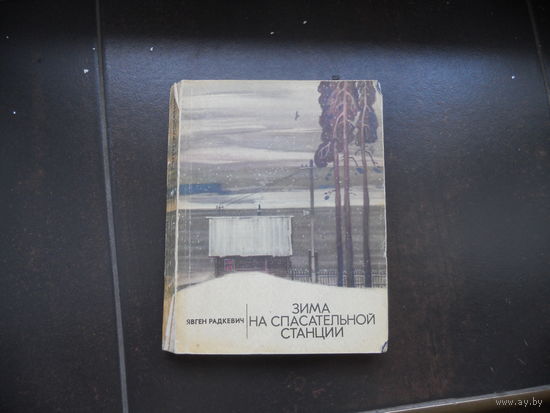 ЯВГЕН РАДКЕВИЧ
ЗИМА
НА СПАСАТЕЛЬНОЙ
СТАНЦИИ
www.ay.by